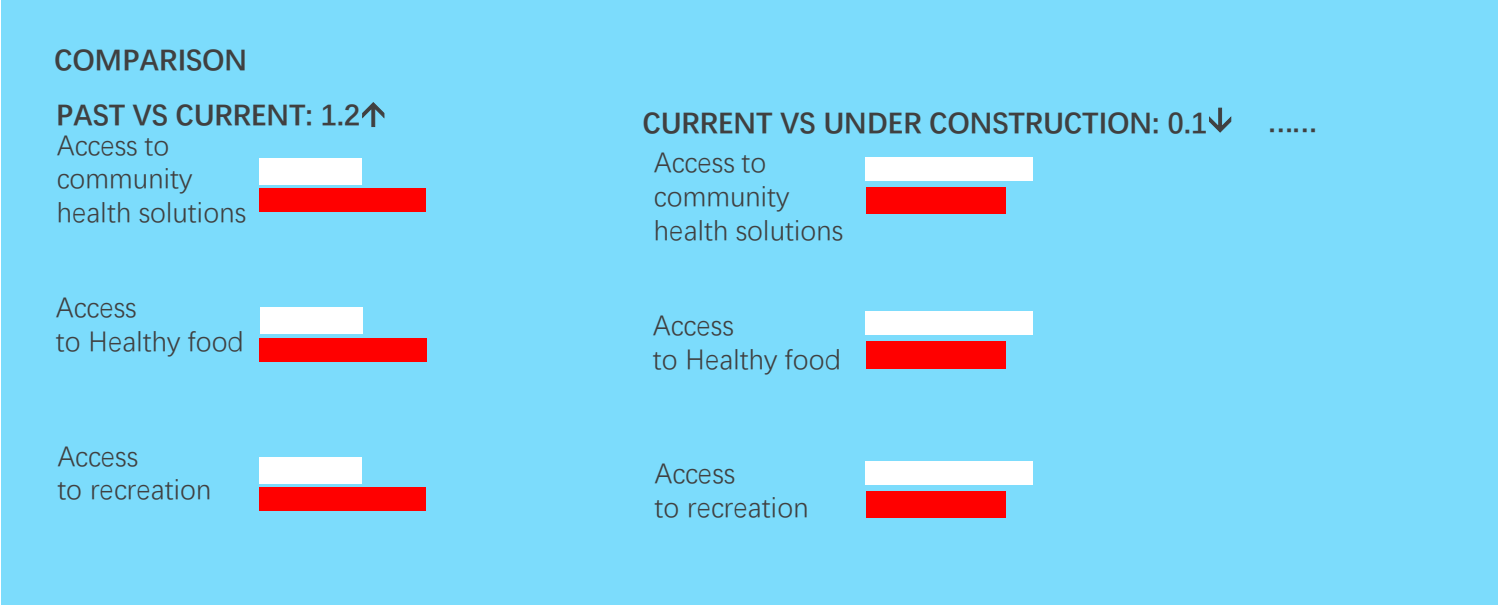 COMPARISON
PAST VS CURRENT: 1.2↑
Access to
community
health solutions
Access
to Healthy food
Access
to recreation
CURRENT VS UNDER CONSTRUCTION: 0.1↓ ......
Access to
community
health solutions
Access
to Healthy food
Access
to recreation